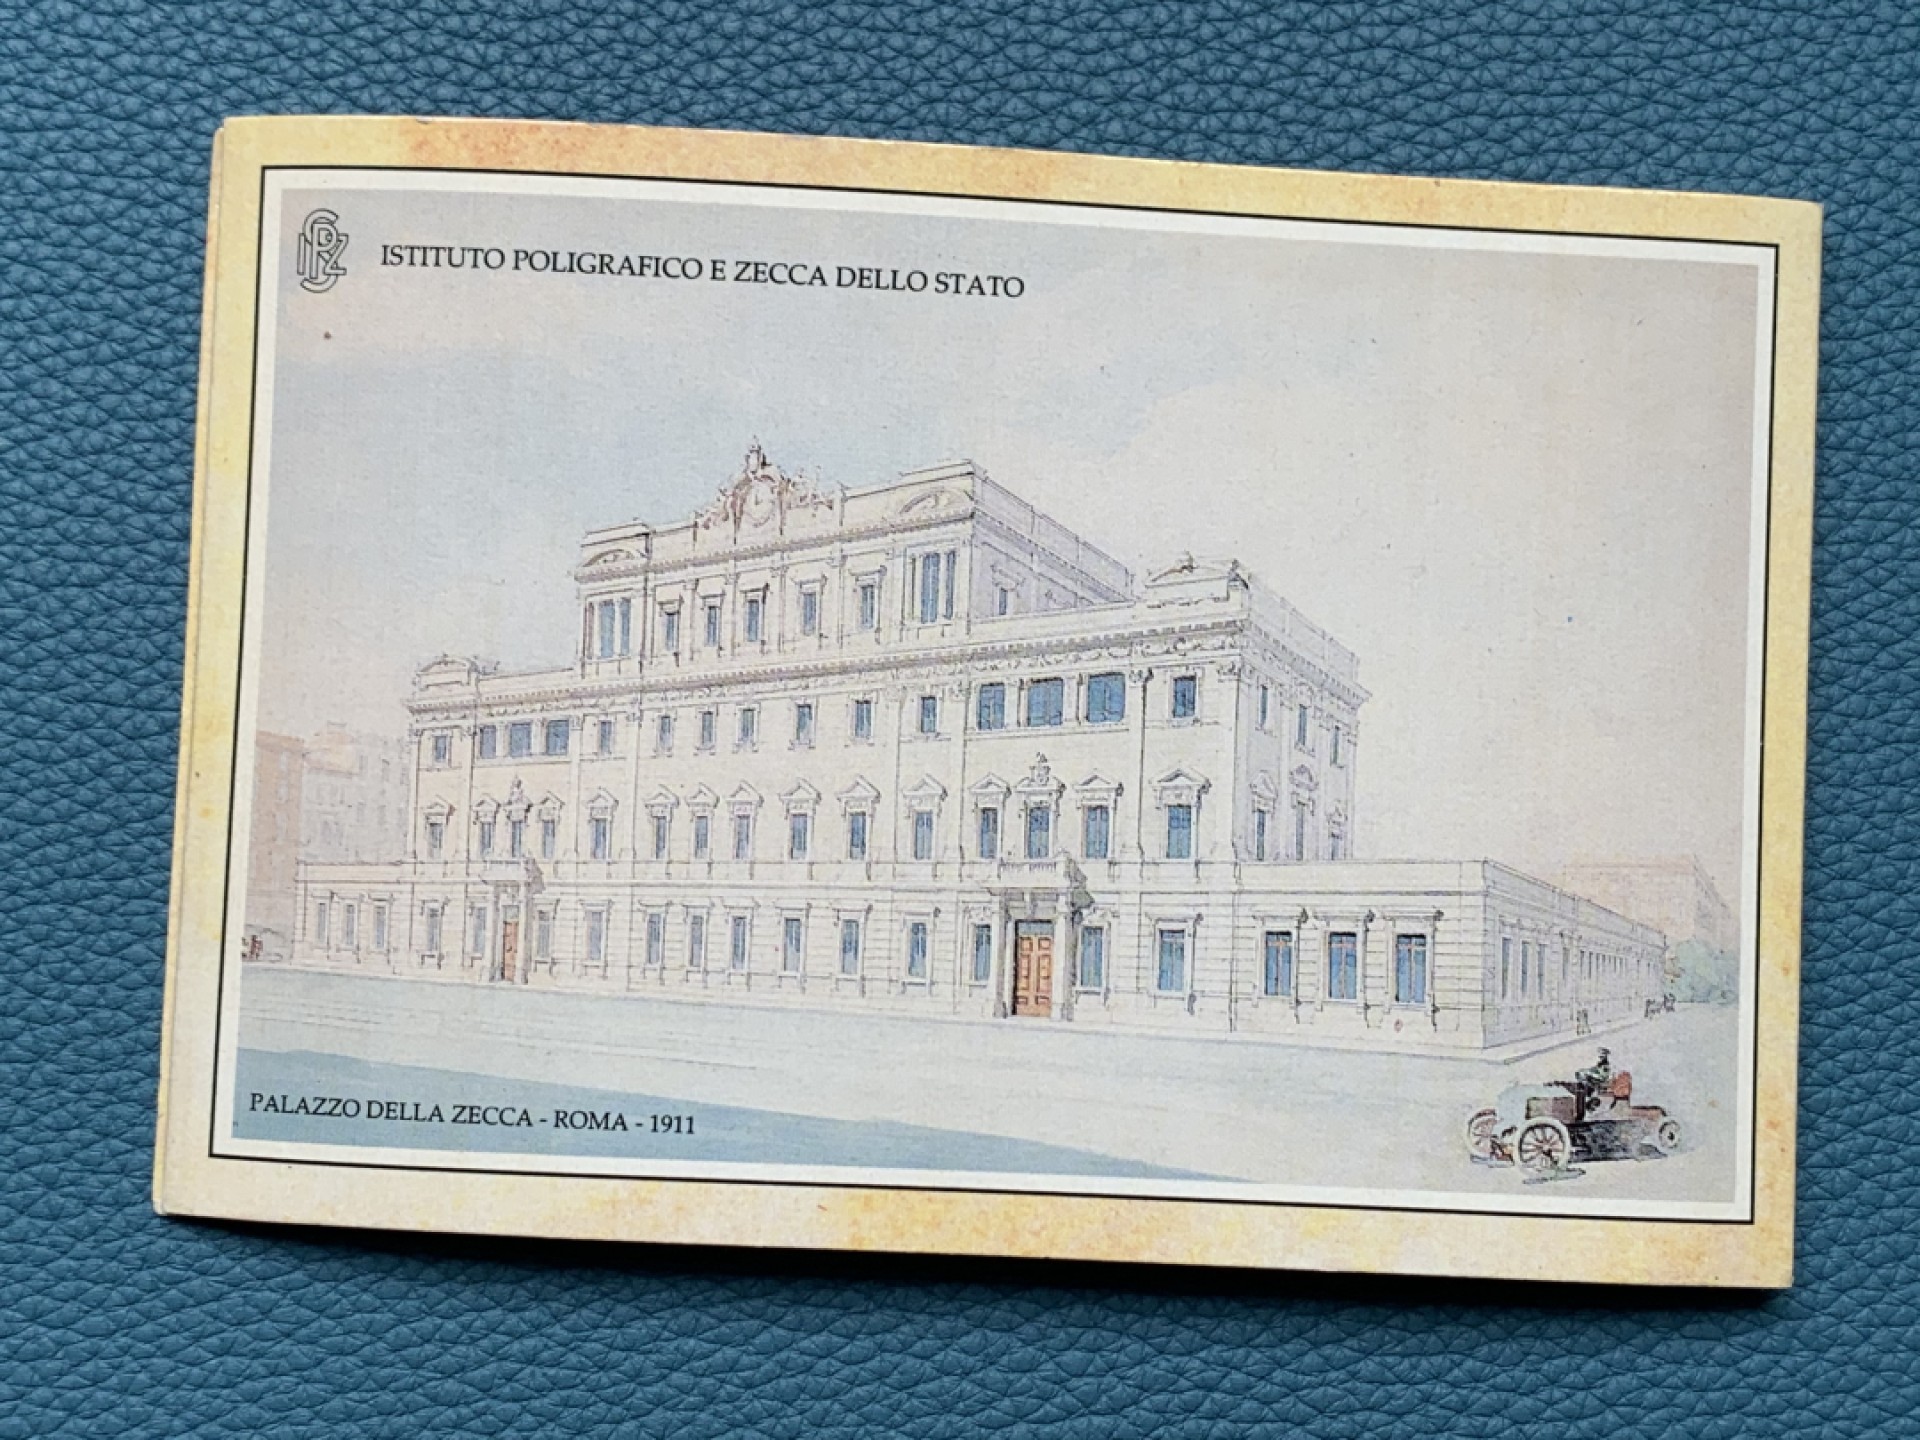 ISTITUTO POLIGRAFICO E ZECCA DELLO STATO
PALAZZO DELLA ZECCA - ROMA - 1911